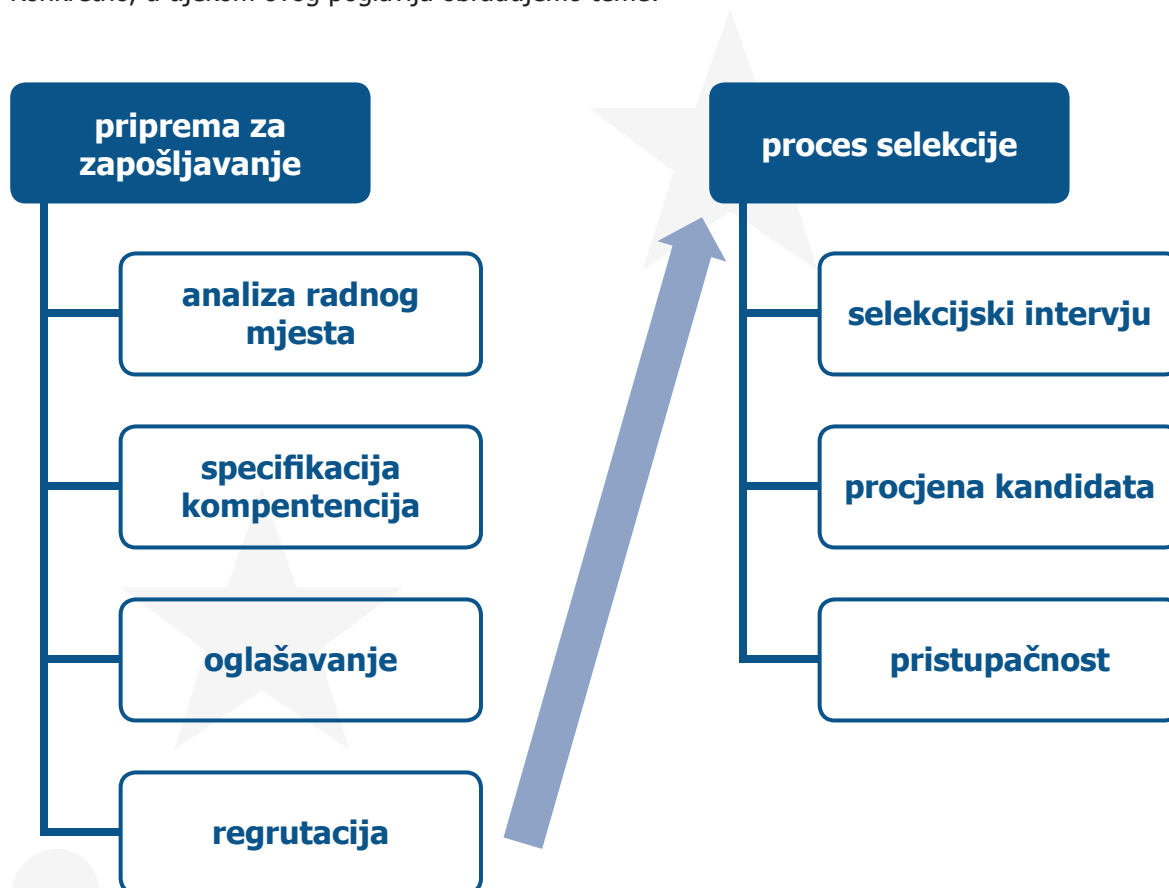 priprema za
zapošljavanje
analiza radnog
mjesta
specifikacija
kompentencija
oglašavanje
regrutacija
proces selekcije
selekcijski intervju
procjena kandidata
pristupačnost